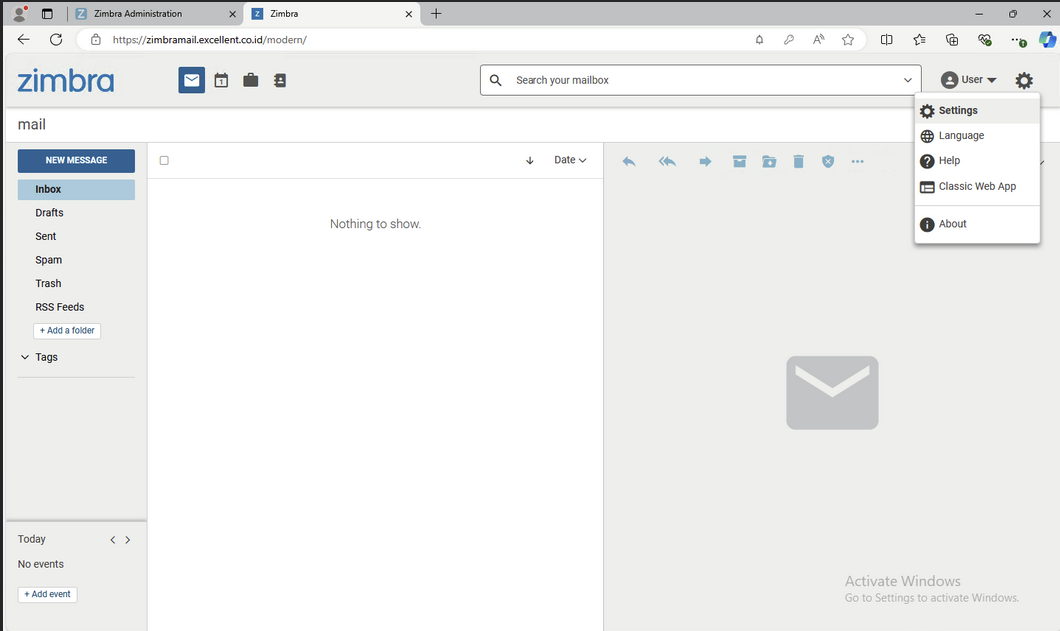 Zimbra Administration
Zimbra
https://zimbramail.excellent.co.id/modern/
zimbra
1
Search your mailbox
User
Settings
Language
Help
Classic Web App
About
mail
NEW MESSAGE
Inbox
Drafts
Sent
Spam
Trash
RSS Feeds
+ Add a folder
Tags
Date
Nothing to show.
Today
No events
+ Add event
Activate Windows
Go to Settings to activate Windows.